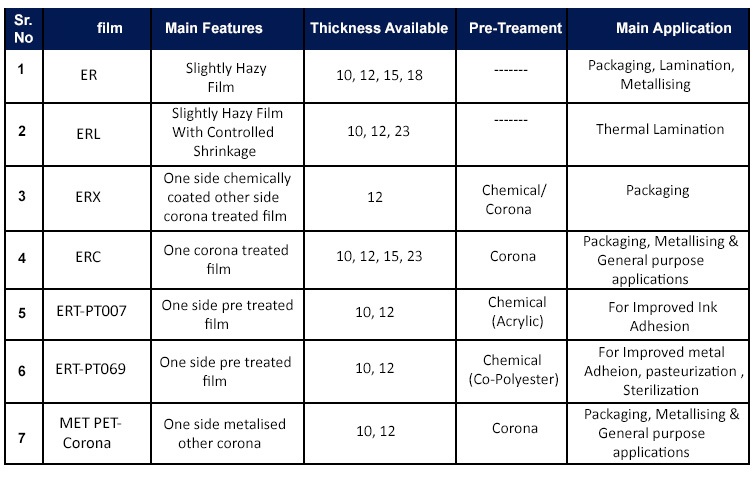 Sr. No film Main Features Thickness Available Pre-Treament Main Application
1 ER Slightly Hazy Film 10, 12, 15, 18 ------- Packaging, Lamination, Metallising
2 ERL Slightly Hazy Film With Controlled Shrinkage 10, 12, 23 ------- Thermal Lamination
3 ERX One side chemically coated other side corona treated film 12 Chemical/ Corona Packaging
4 ERC One corona treated film 10, 12, 15, 23 Corona Packaging, Metallising & General purpose applications
5 ERT-PT007 One side pre treated film 10, 12 Chemical (Acrylic) For Improved Ink Adhesion
6 ERT-PT069 One side pre treated film 10, 12 Chemical (Co-Polyester) For Improved metal Adheion, pasteurization , Sterilization
7 MET PET- Corona One side metalised other corona 10, 12 Corona Packaging, Metallising & General purpose applications